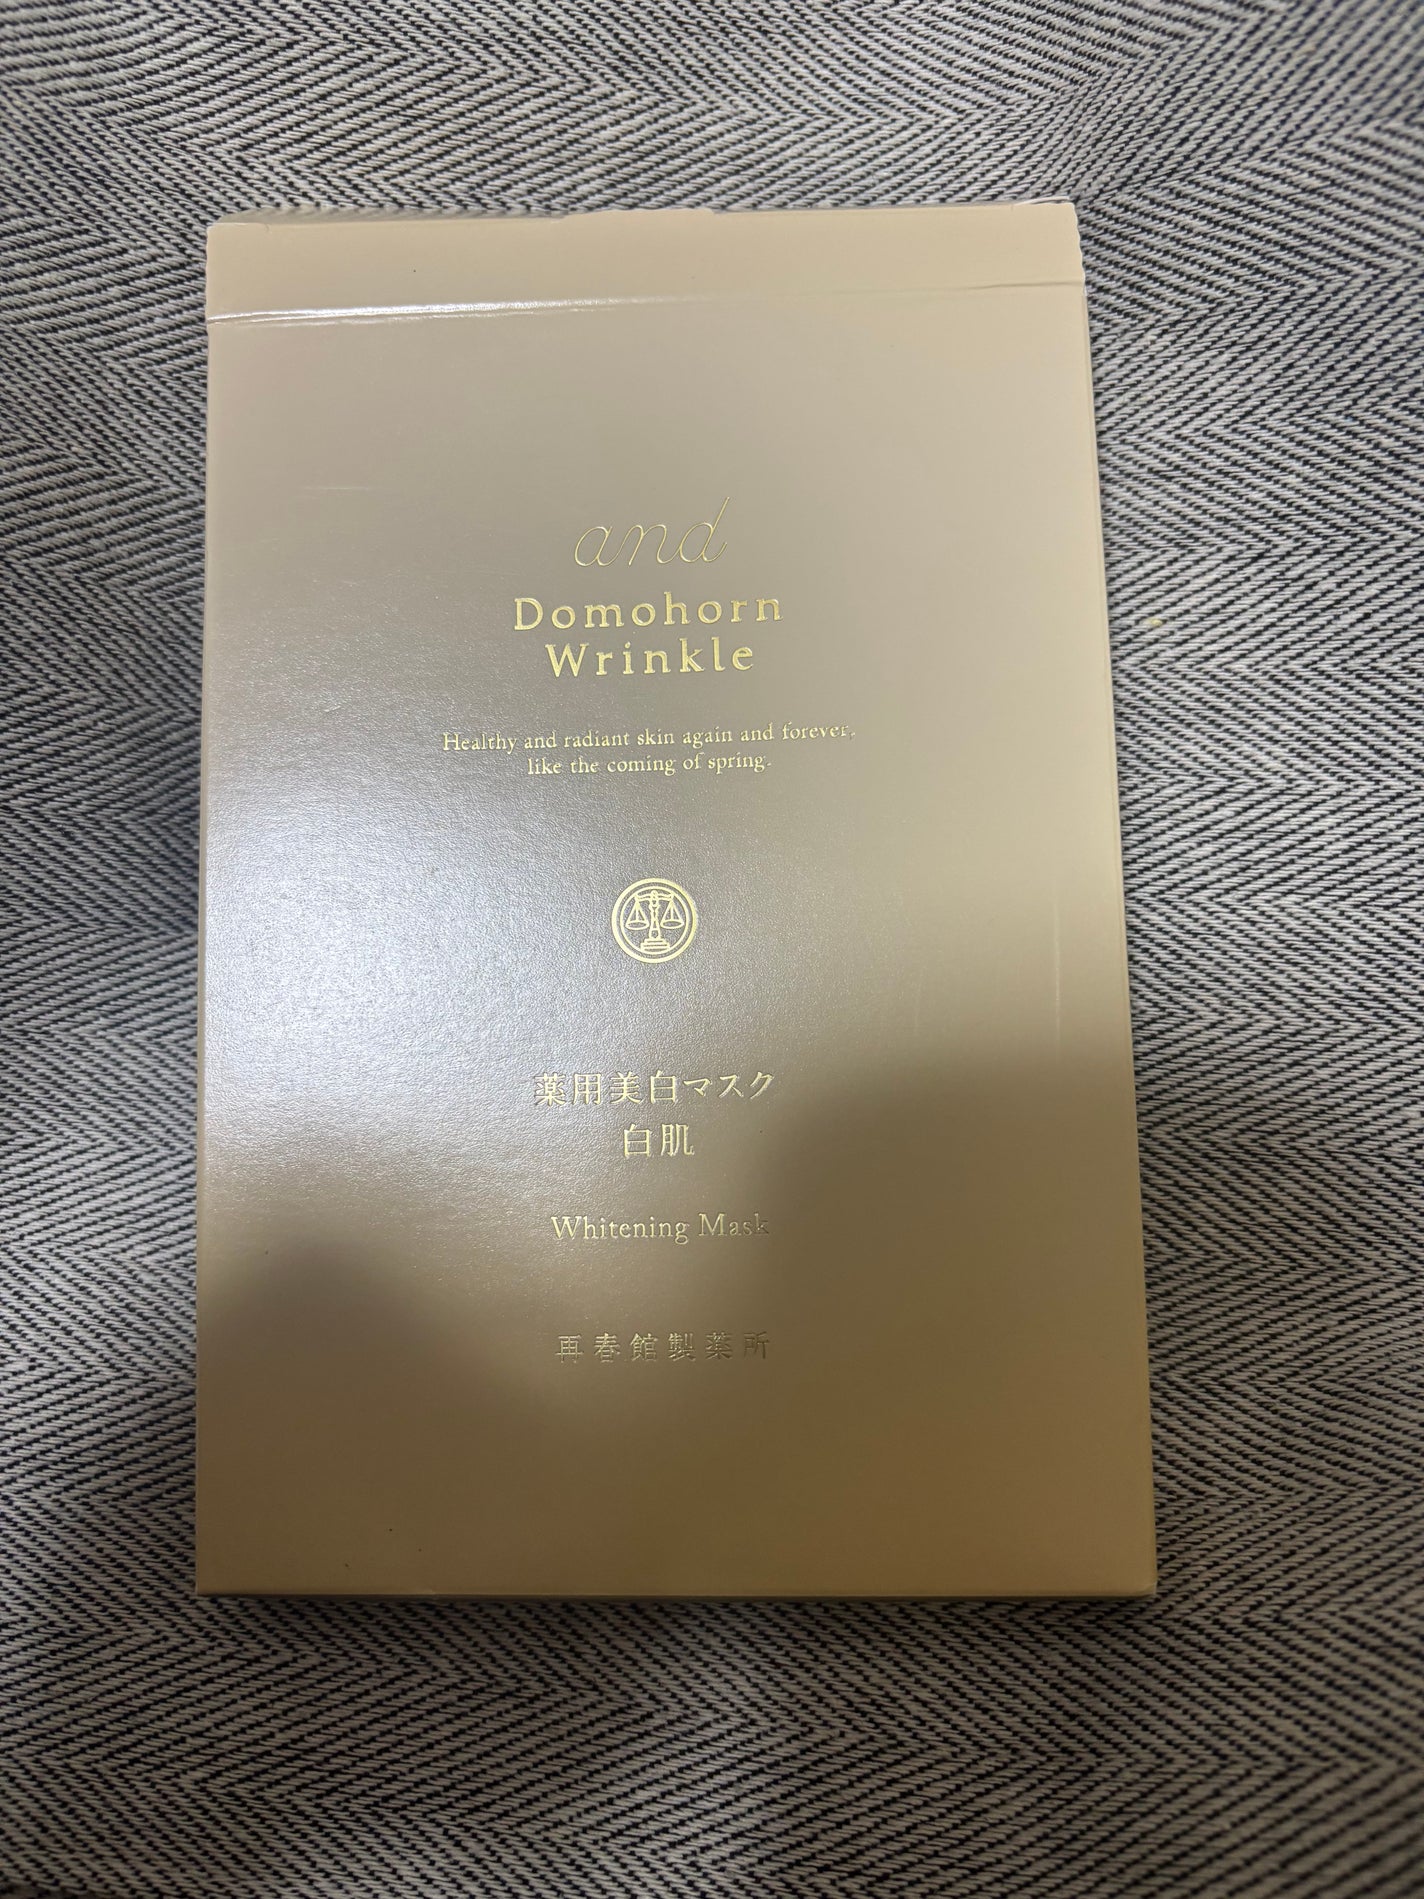 and
Domohorn
Wrinkle
Healthy and radiant skin again and forever,
like the coming of spring.
薬用美白マスク
白肌
Whitening Mask
再春館製薬所